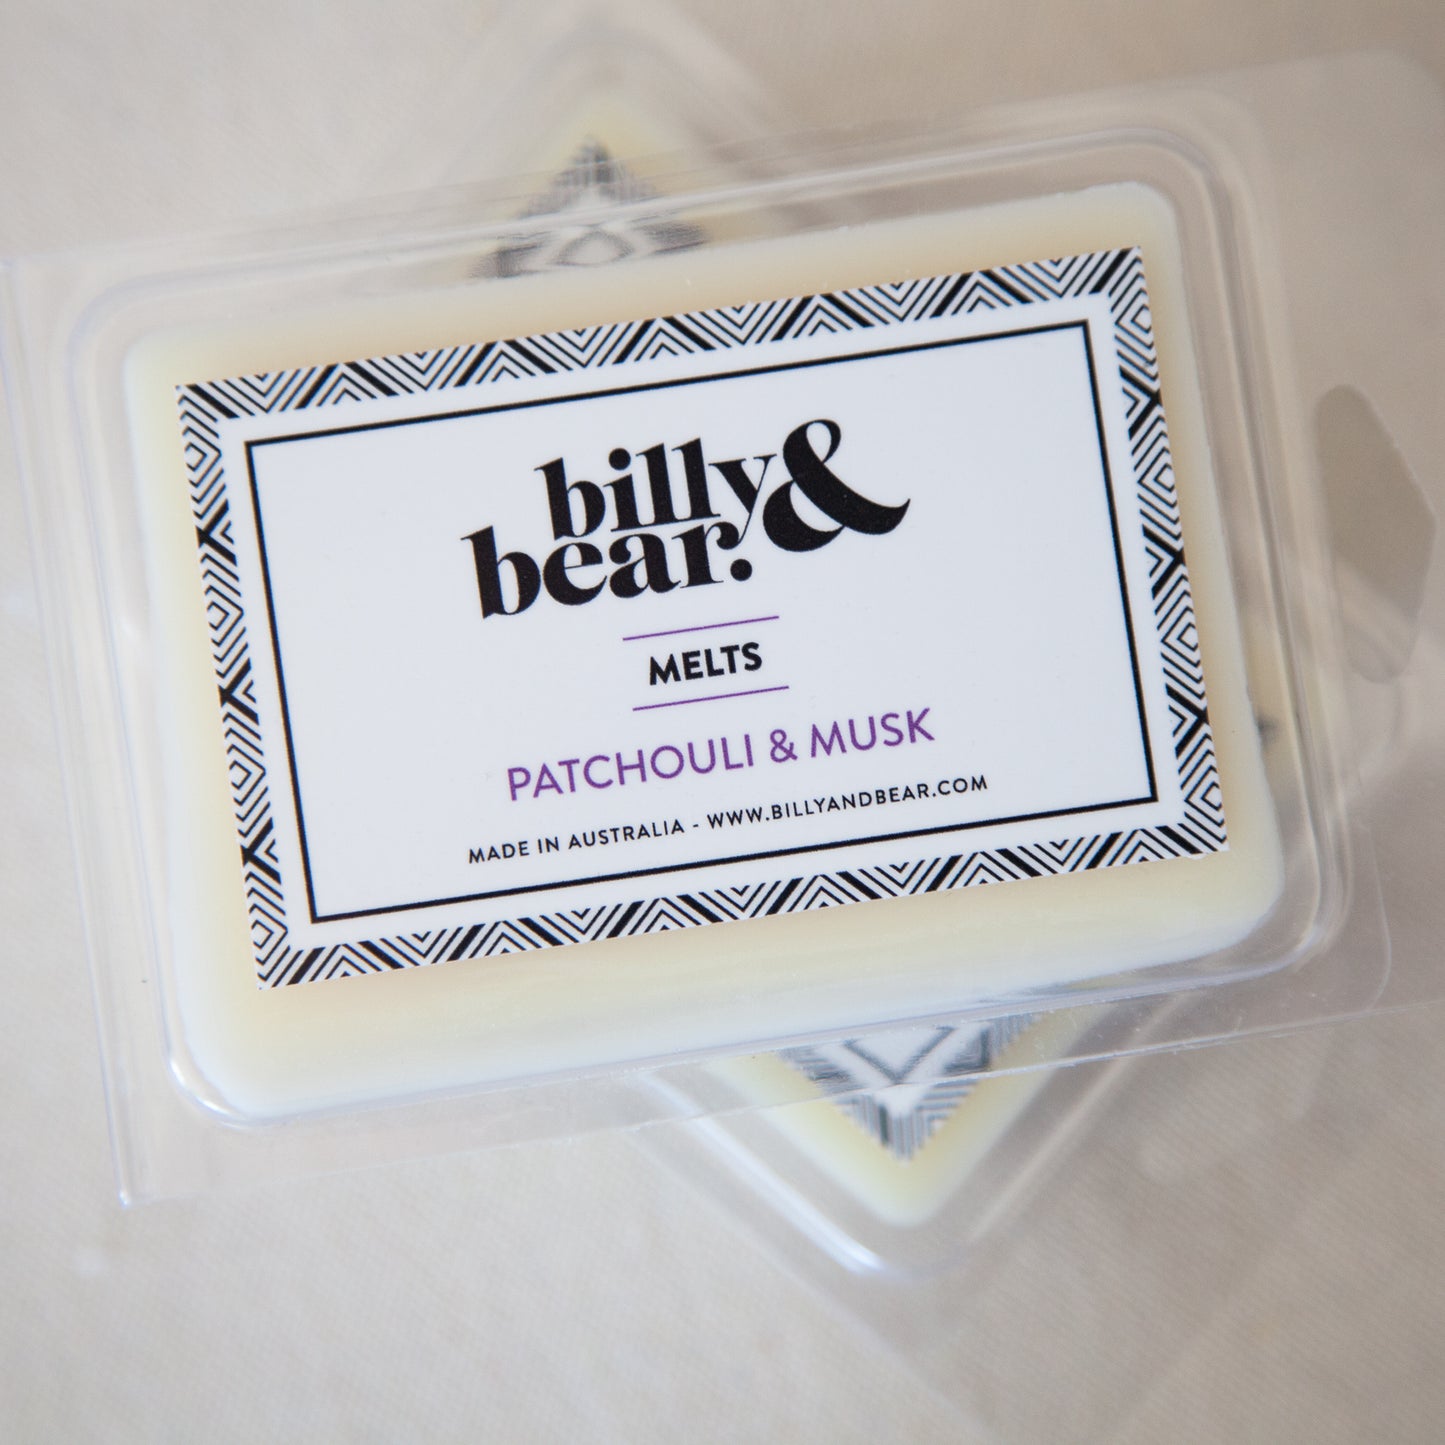 billy &
bear.
MELTS
PATCHOULI & MUSK
MADE IN AUSTRALIA - WWW.BILLYANDBEAR.COM